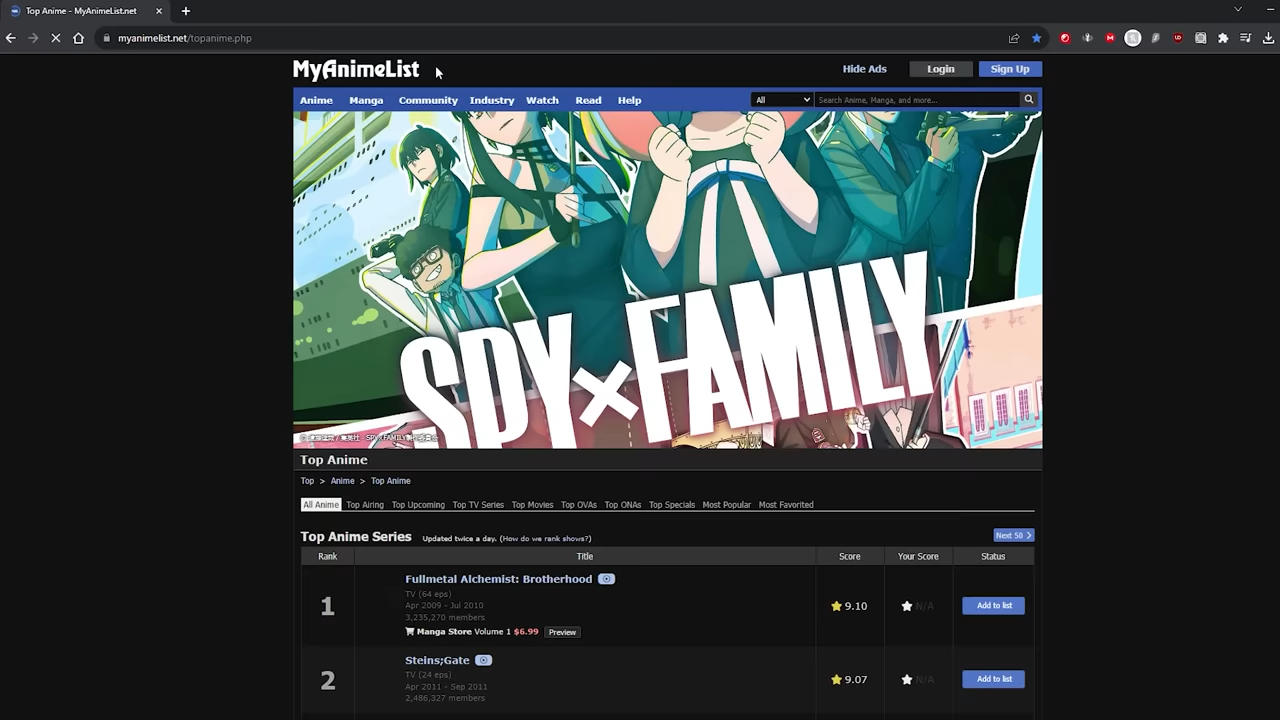 Top Anime - MyAnimeList.net
myanimelist.net/topanime.php
MyAnimeList
Hide Ads Login Sign Up
Anime Manga Community Industry Watch Read Help All Search Anime, Manga, and more...
SPY×FAMILY
Top Anime
Top > Anime > Top Anime
All Anime Top Airing Top Upcoming Top TV Series Top Movies Top OVAs Top ONAs Top Specials Most Popular Most Favorited
Top Anime Series Updated twice a day. (How do we rank shows?) Next 50
Rank Title Score Your Score Status
1 Fullmetal Alchemist: Brotherhood
TV (64 eps)
Apr 2009 - Jul 2010 9.10 N/A Add to list
3,235,270 members
Manga Store Volume 1 $6.99 Preview
2 Steins;Gate
TV (24 eps) 9.07 N/A Add to list
Apr 2011 - Sep 2011
2,486,327 members